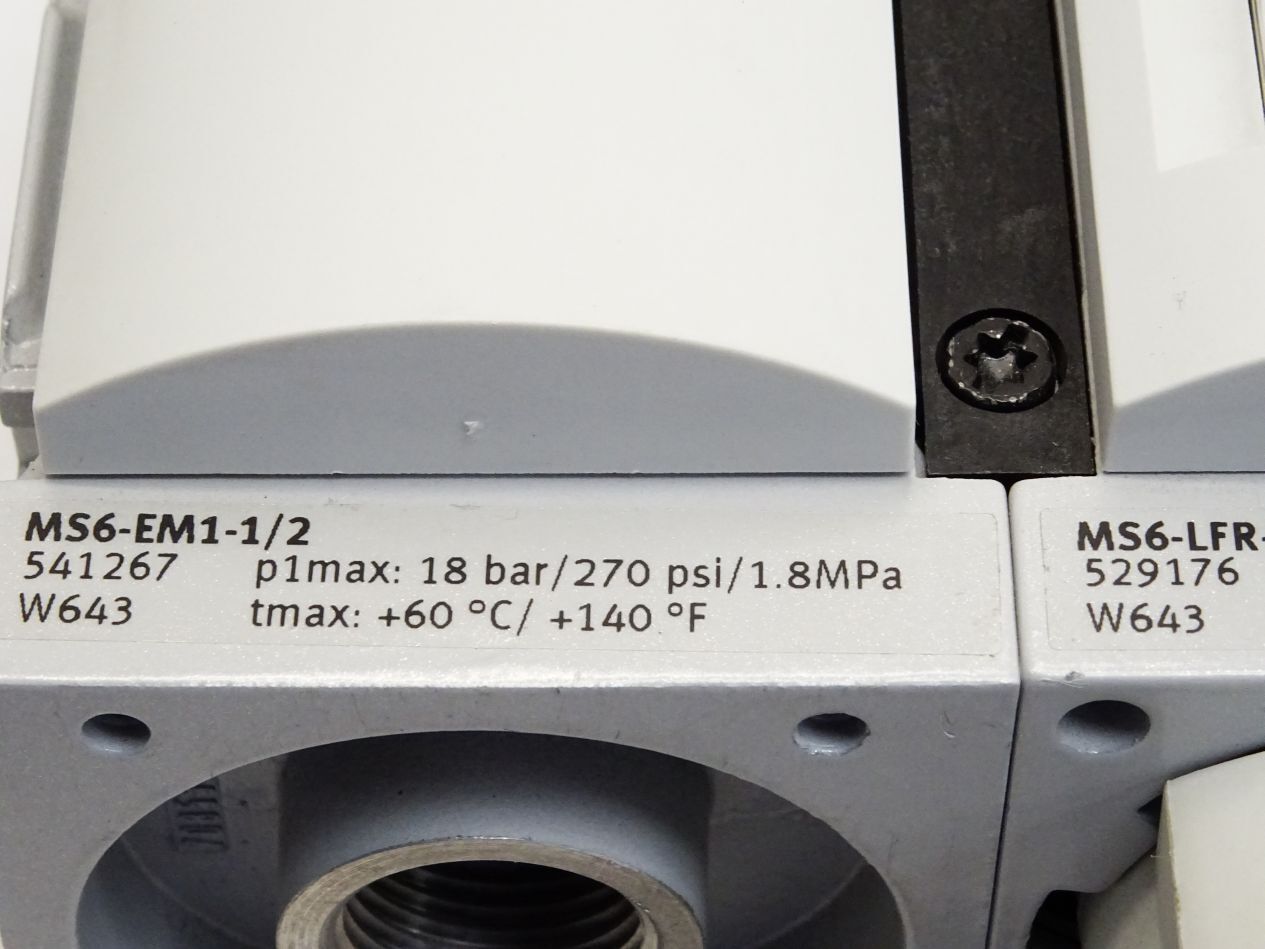 MS6-EM1-1/2
541267 p1max: 18 bar/270 psi/1.8MPa
W643 tmax: +60 °C/ +140 °F
MS6-LFR-
529176
W643